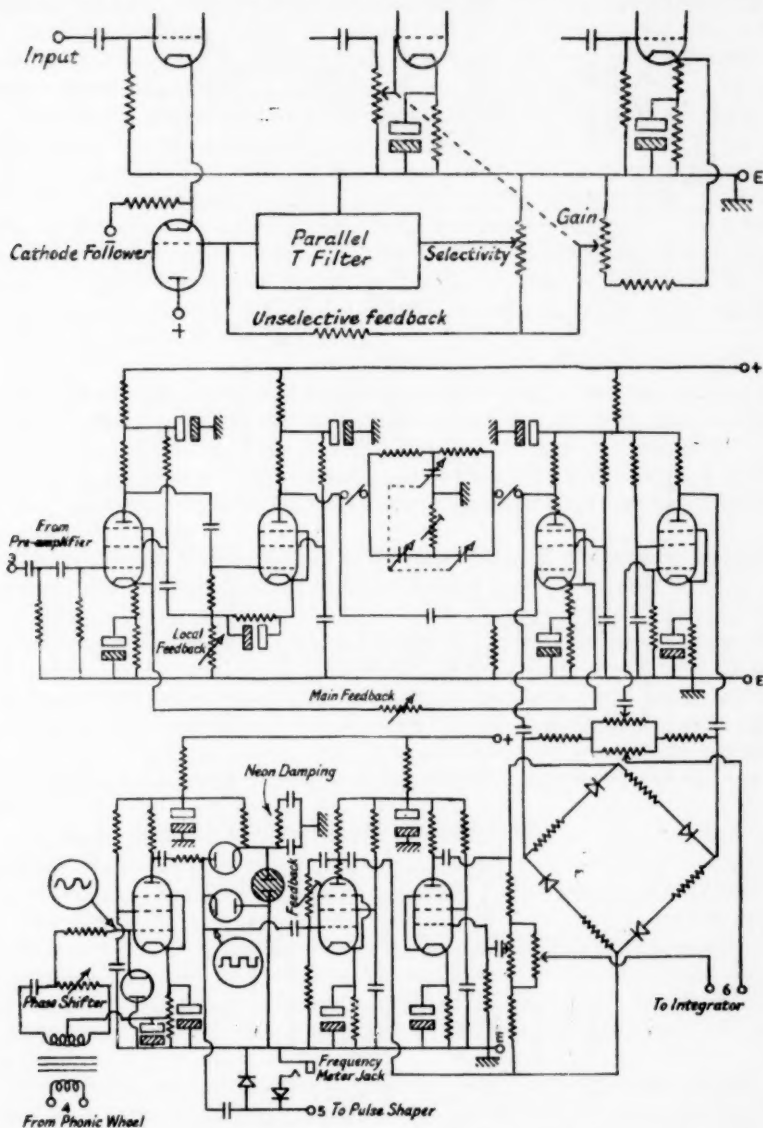 Input
E
Gain
Cathode Follower
Parallel
T Filter
Selectivity
+
Unselective feedback
+
From
Pre-amplifier
3
Local
Feedback
Main Feedback
E
+
Neon Damping
Feedback
Phase Shifter
6
To Integrator
E
Frequency
Meter Jack
4
From Phonic Wheel
5 To Pulse Shaper